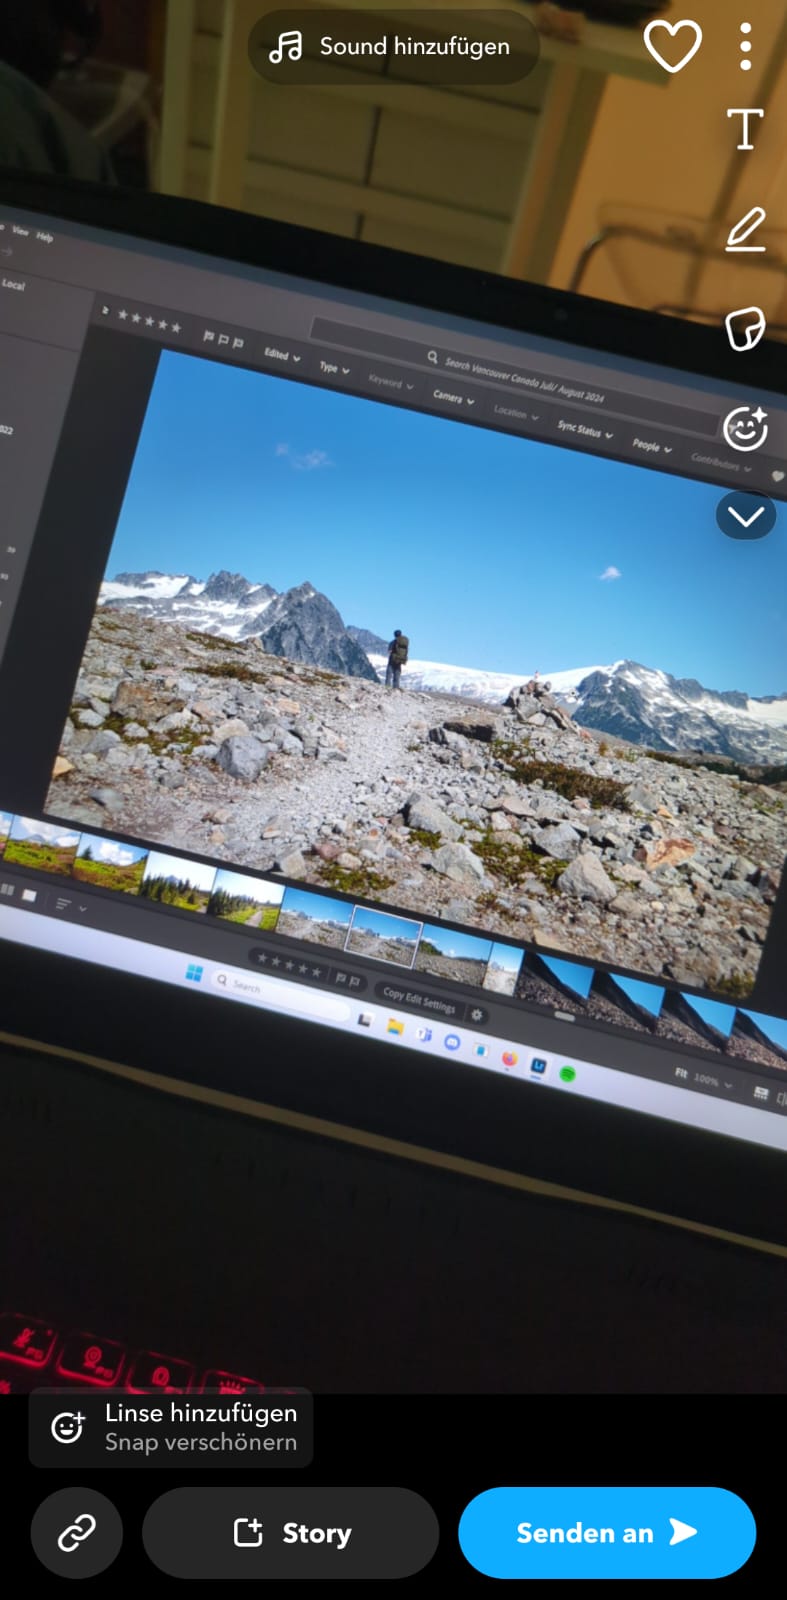 Sound hinzufügen
T
View Help
Local
≥ ★★★★★ Edited Type Keyword Camera Location Sync Status People Contributors
Search Vancouver Canada Juli/ August 2024
Copy Edit Settings
Search
Lr
Fit 100%
Linse hinzufügen
Snap verschönern
Story
Senden an